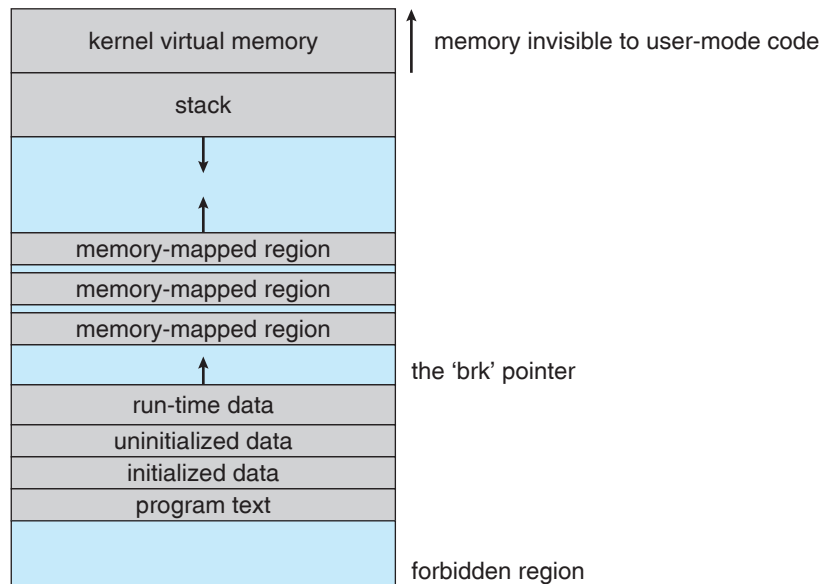 kernel virtual memory
memory invisible to user-mode code
stack
memory-mapped region
memory-mapped region
memory-mapped region
the ‘brk’ pointer
run-time data
uninitialized data
initialized data
program text
forbidden region